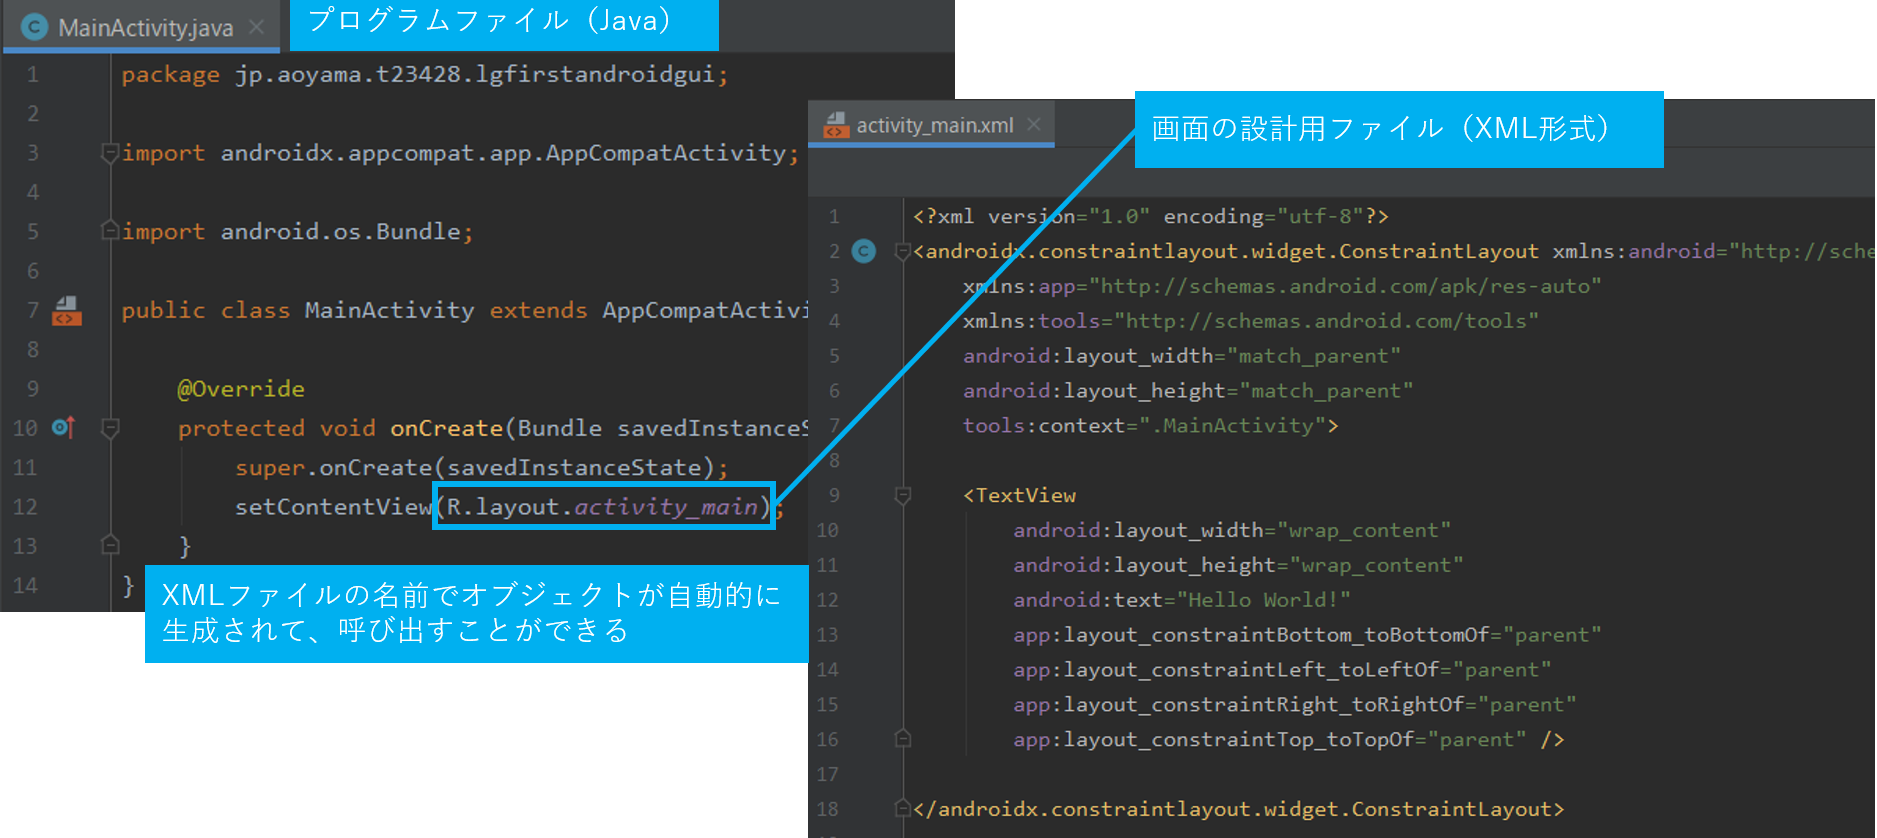 MainActivity.java
プログラムファイル（Java）
1 package jp.aoyama.t23428.lgfirstandroidgui;
2
3 import androidx.appcompat.app.AppCompatActivity;
4
5 import android.os.Bundle;
6
7 public class MainActivity extends AppCompatActivi
8
9 @Override
10 protected void onCreate(Bundle savedInstanceS
11 super.onCreate(savedInstanceState);
12 setContentView(R.layout.activity_main);
13 }
14 }
XMLファイルの名前でオブジェクトが自動的に
生成されて、呼び出すことができる
activity_main.xml
画面の設計用ファイル（XML形式）
1 <?xml version="1.0" encoding="utf-8"?>
2 <androidx.constraintlayout.widget.ConstraintLayout xmlns:android="http://sche
3 xmlns:app="http://schemas.android.com/apk/res-auto"
4 xmlns:tools="http://schemas.android.com/tools"
5 android:layout_width="match_parent"
6 android:layout_height="match_parent"
7 tools:context=".MainActivity">
8
9 <TextView
10 android:layout_width="wrap_content"
11 android:layout_height="wrap_content"
12 android:text="Hello World!"
13 app:layout_constraintBottom_toBottomOf="parent"
14 app:layout_constraintLeft_toLeftOf="parent"
15 app:layout_constraintRight_toRightOf="parent"
16 app:layout_constraintTop_toTopOf="parent" />
17
18 </androidx.constraintlayout.widget.ConstraintLayout>